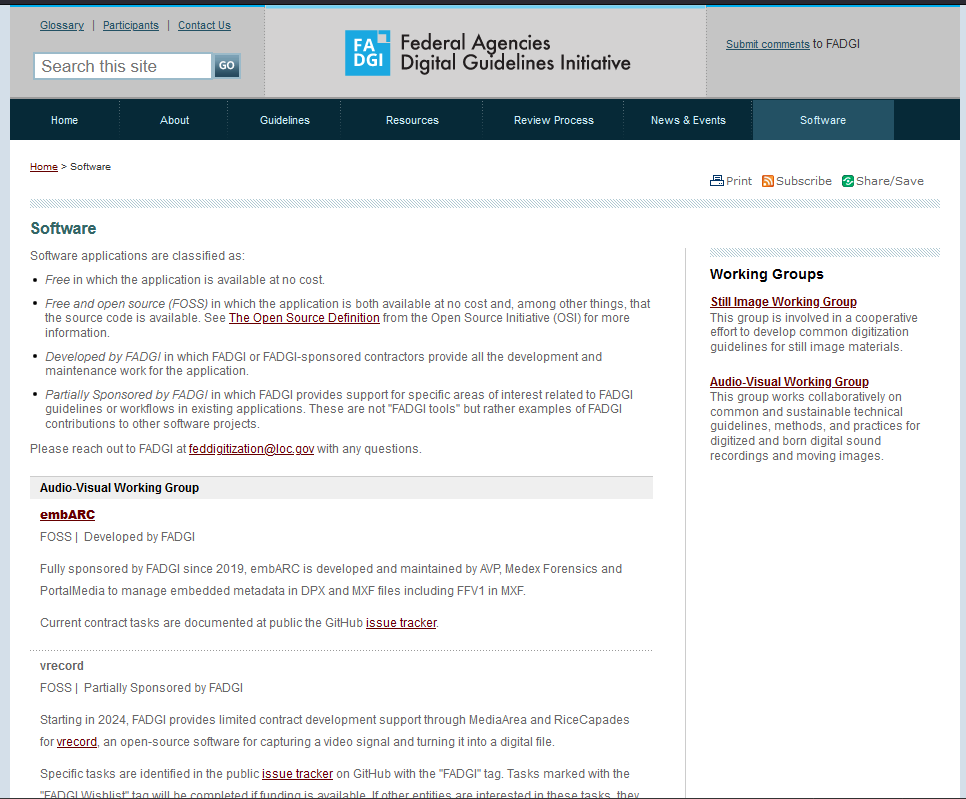 Glossary | Participants | Contact Us
Search this site GO
FA
DGI
Federal Agencies
Digital Guidelines Initiative
Submit comments to FADGI
Home About Guidelines Resources Review Process News & Events Software
Home > Software
Print Subscribe Share/Save
Software
Software applications are classified as:
• Free in which the application is available at no cost.
• Free and open source (FOSS) in which the application is both available at no cost and, among other things, that
the source code is available. See The Open Source Definition from the Open Source Initiative (OSI) for more
information.
• Developed by FADGI in which FADGI or FADGI-sponsored contractors provide all the development and
maintenance work for the application.
• Partially Sponsored by FADGI in which FADGI provides support for specific areas of interest related to FADGI
guidelines or workflows in existing applications. These are not "FADGI tools" but rather examples of FADGI
contributions to other software projects.
Please reach out to FADGI at feddigitization@loc.gov with any questions.
Audio-Visual Working Group
embARC
FOSS | Developed by FADGI
Fully sponsored by FADGI since 2019, embARC is developed and maintained by AVP, Medex Forensics and
PortalMedia to manage embedded metadata in DPX and MXF files including FFV1 in MXF.
Current contract tasks are documented at public the GitHub issue tracker.
vrecord
FOSS | Partially Sponsored by FADGI
Starting in 2024, FADGI provides limited contract development support through MediaArea and RiceCapades
for vrecord, an open-source software for capturing a video signal and turning it into a digital file.
Specific tasks are identified in the public issue tracker on GitHub with the "FADGI" tag. Tasks marked with the
"FADGI Wishlist" tag will be completed if funding is available. If other entities are interested in these tasks, they
Working Groups
Still Image Working Group
This group is involved in a cooperative
effort to develop common digitization
guidelines for still image materials.
Audio-Visual Working Group
This group works collaboratively on
common and sustainable technical
guidelines, methods, and practices for
digitized and born digital sound
recordings and moving images.